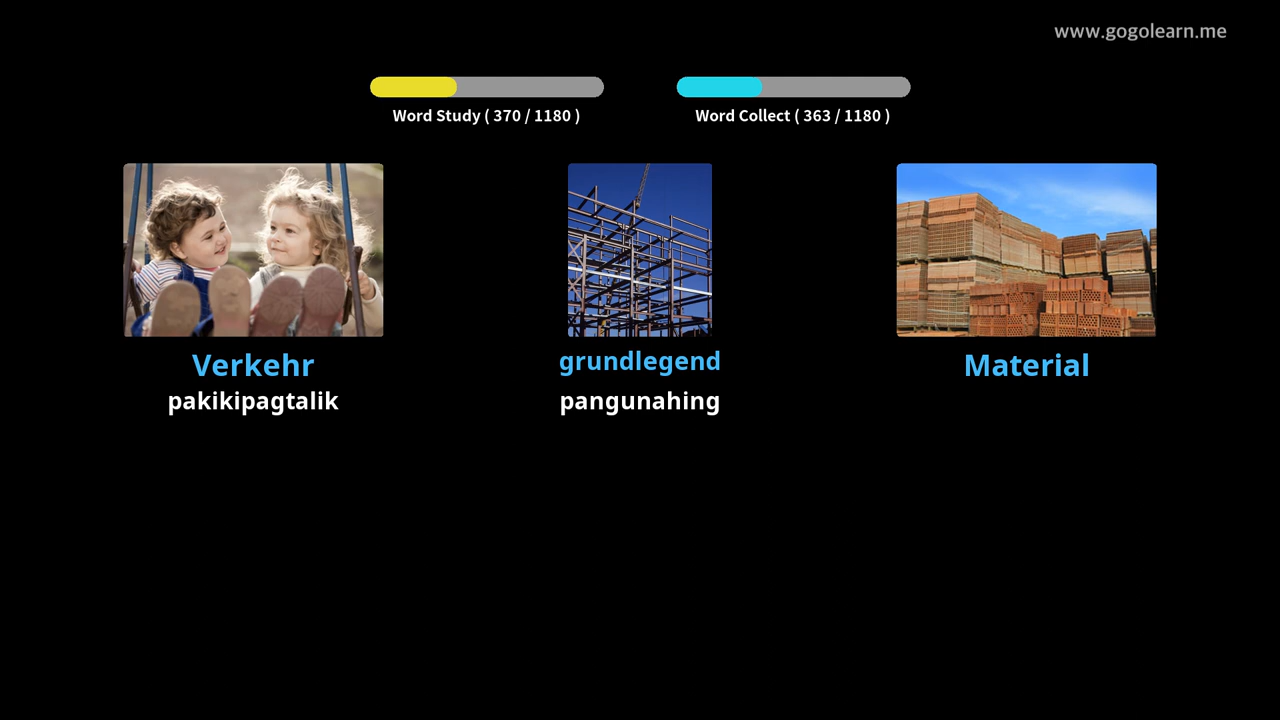 www.gogolearn.me
Word Study ( 370 / 1180 )
Word Collect ( 363 / 1180 )
Verkehr
pakikipagtalik
grundlegend
pangunahing
Material